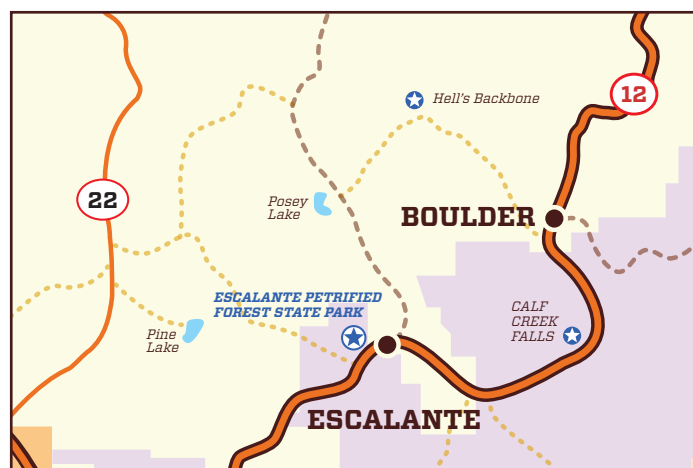 12
Hell's Backbone
22
Posey
Lake
BOULDER
ESCALANTE PETRIFIED
FOREST STATE PARK
CALF
CREEK
FALLS
Pine
Lake
ESCALANTE